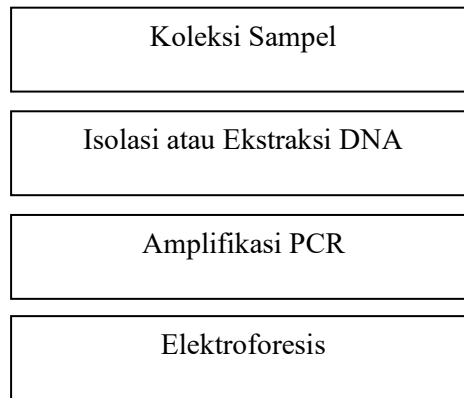 Koleksi Sampel
Isolasi atau Ekstraksi DNA
Amplifikasi PCR
Elektroforesis